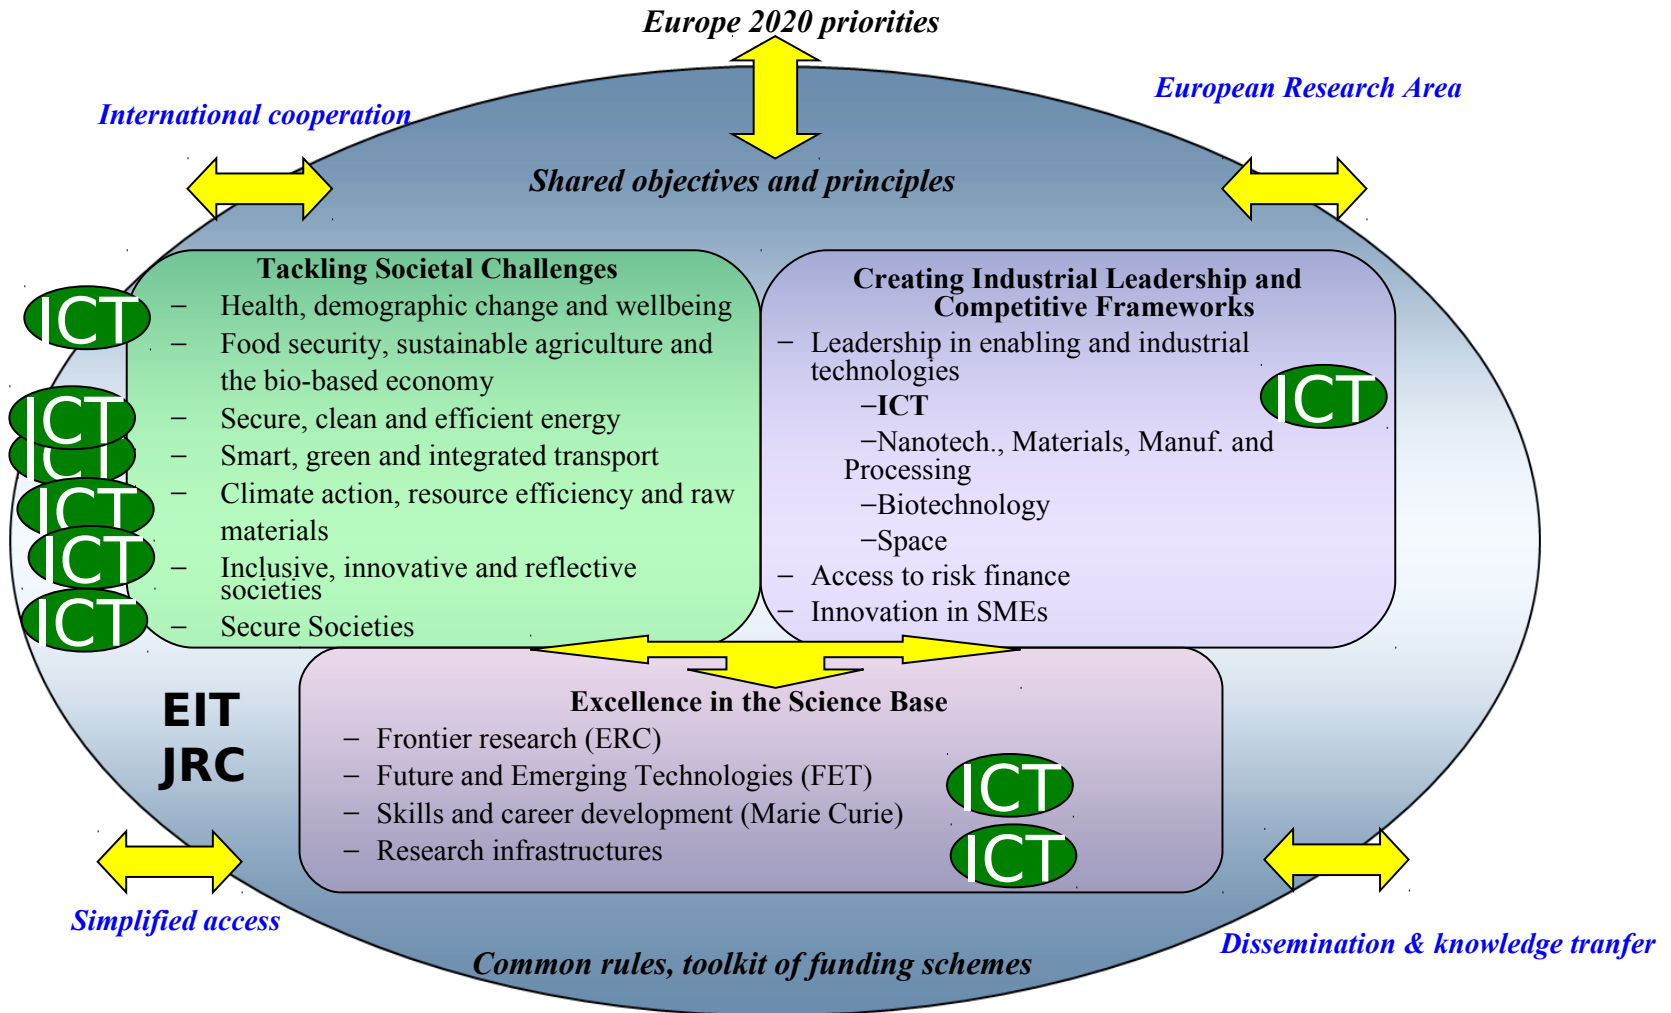 Europe 2020 priorities
International cooperation
European Research Area
Shared objectives and principles
Tackling Societal Challenges
– Health, demographic change and wellbeing
– Food security, sustainable agriculture and
the bio-based economy
– Secure, clean and efficient energy
– Smart, green and integrated transport
– Climate action, resource efficiency and raw
materials
– Inclusive, innovative and reflective
societies
– Secure Societies
ICT
ICT
ICT
ICT
ICT
ICT
Creating Industrial Leadership and
Competitive Frameworks
– Leadership in enabling and industrial
technologies
–ICT
–Nanotech., Materials, Manuf. and
Processing
–Biotechnology
–Space
– Access to risk finance
– Innovation in SMEs
ICT
EIT
JRC
Excellence in the Science Base
– Frontier research (ERC)
– Future and Emerging Technologies (FET)
– Skills and career development (Marie Curie)
– Research infrastructures
ICT
ICT
Simplified access
Dissemination & knowledge tranfer
Common rules, toolkit of funding schemes